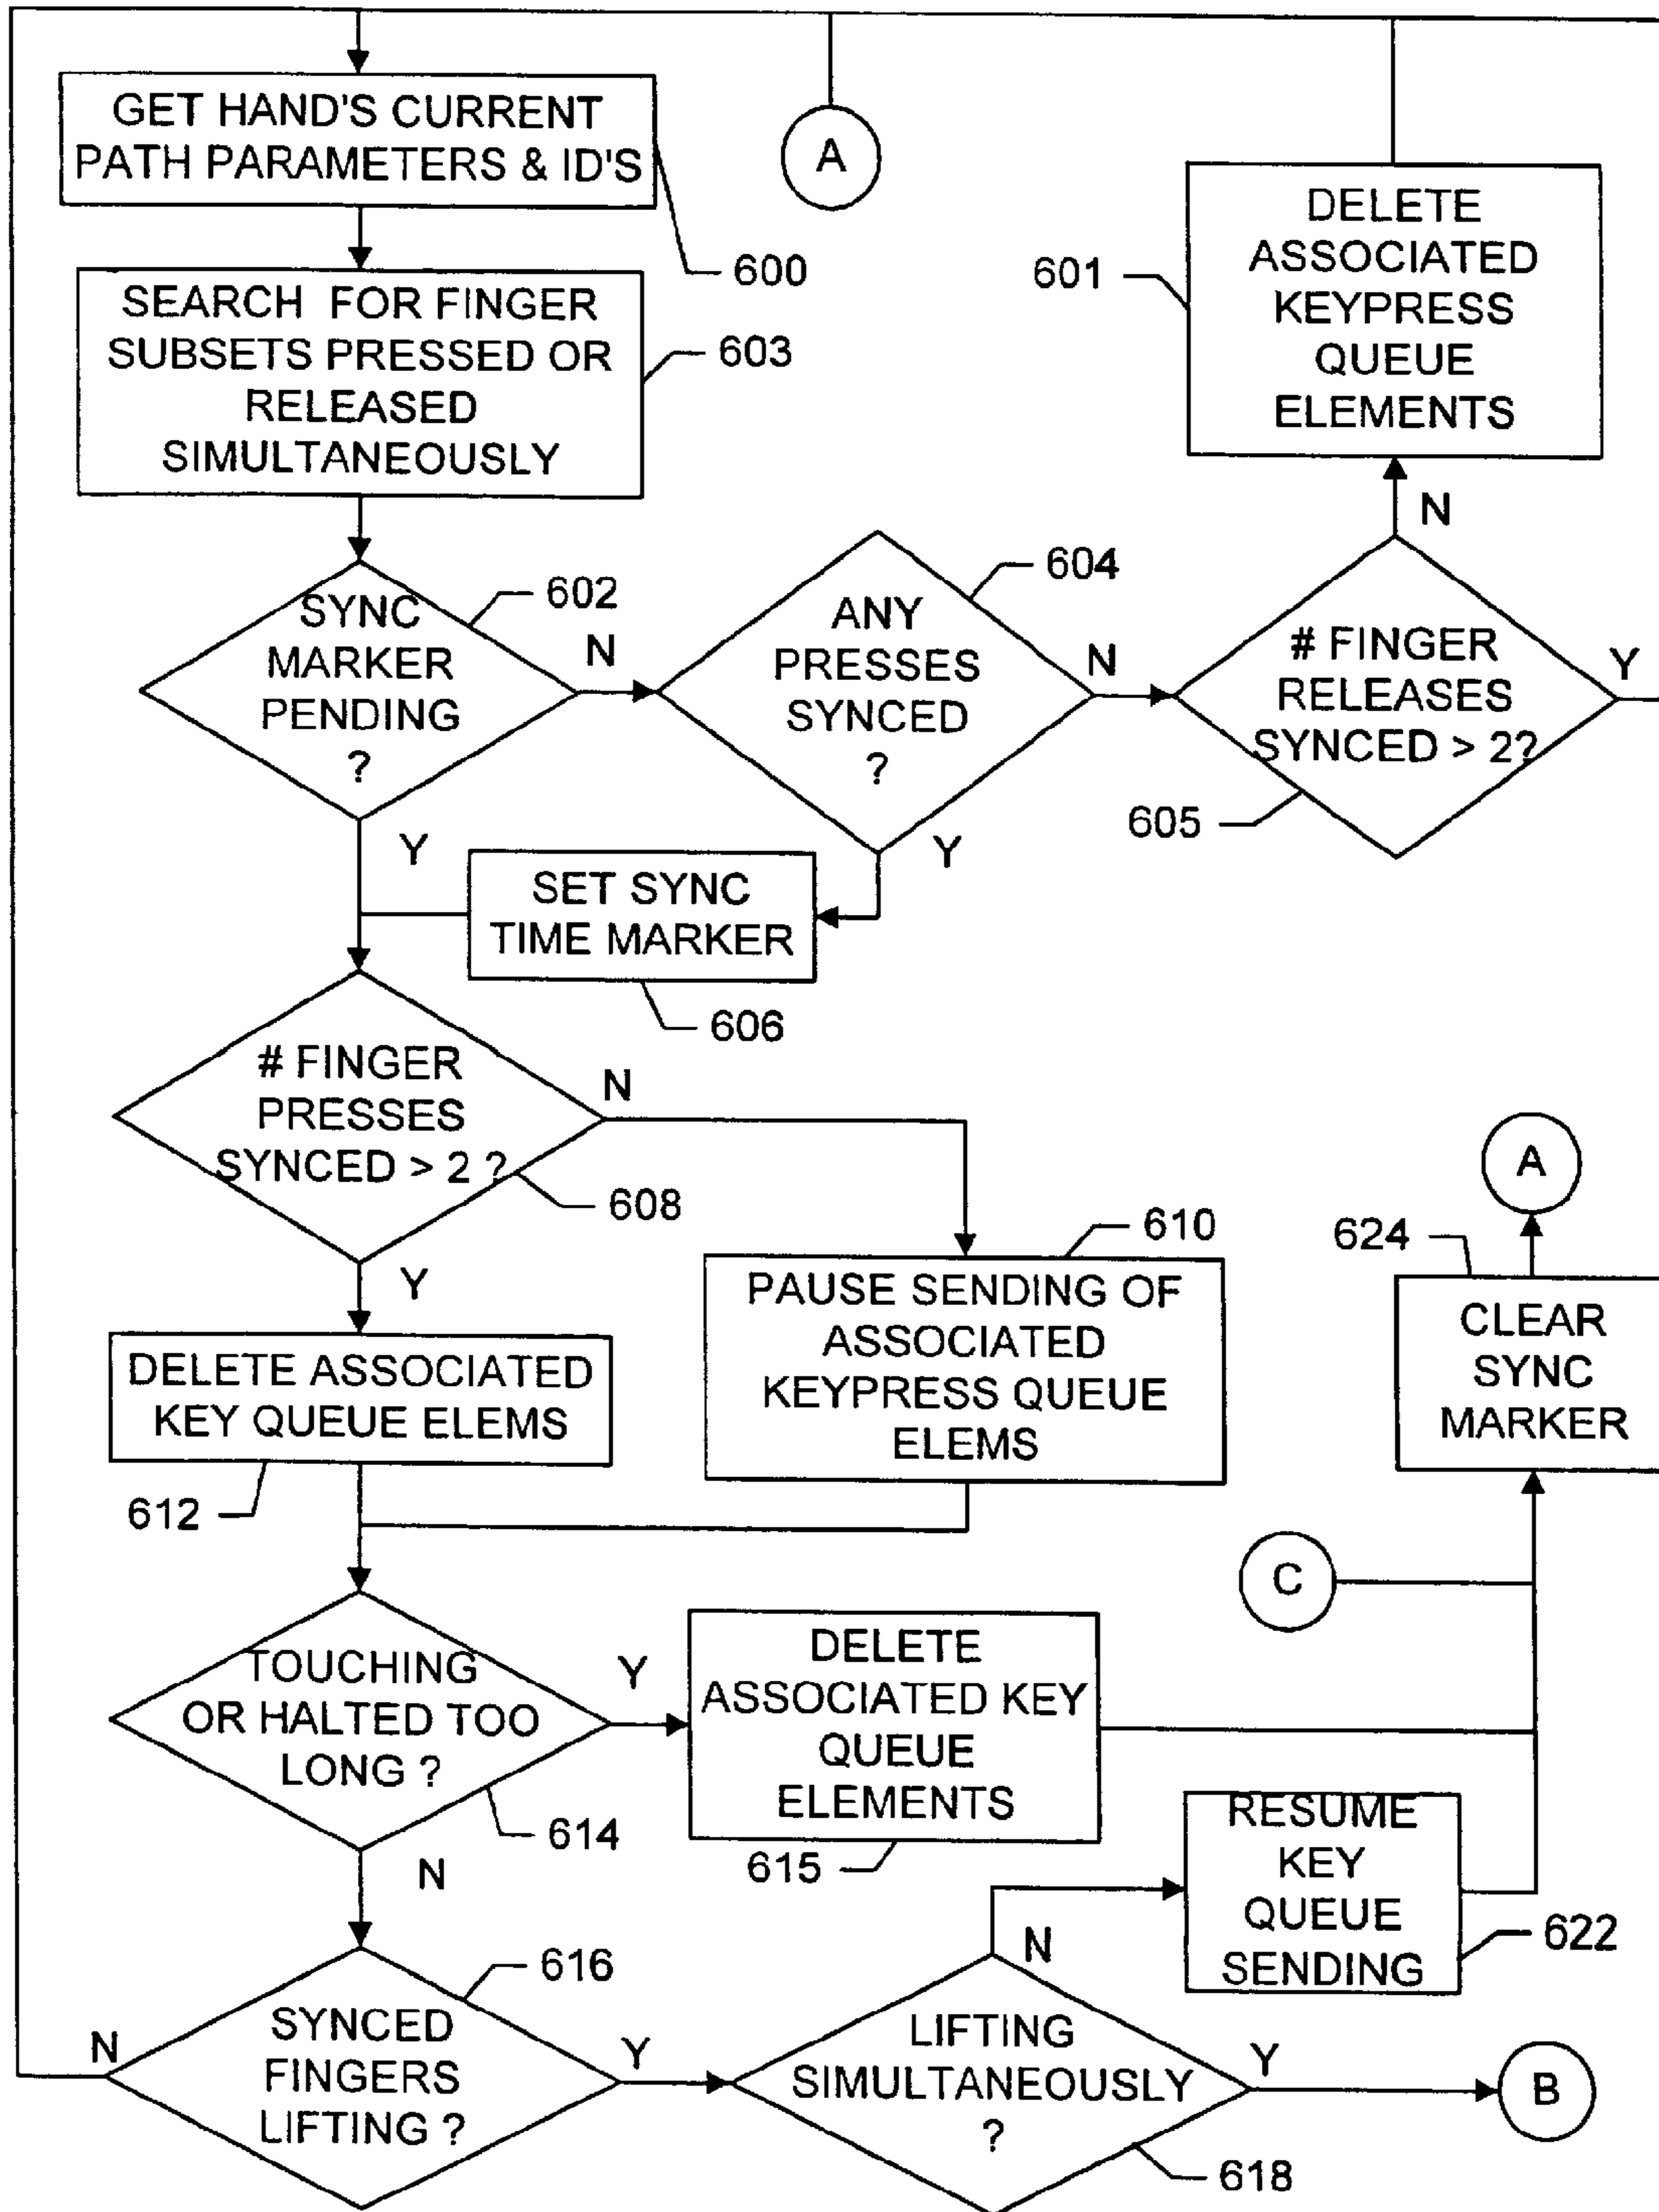 GET HAND'S CURRENT
PATH PARAMETERS & ID'S
600
A
DELETE
ASSOCIATED
KEYPRESS
QUEUE
ELEMENTS
601
SEARCH FOR FINGER
SUBSETS PRESSED OR
RELEASED
SIMULTANEOUSLY
603
N
SYNC
MARKER
PENDING
?
602
N
ANY
PRESSES
SYNCED
?
604
N
# FINGER
RELEASES
SYNCED > 2?
605
Y
Y
Y
SET SYNC
TIME MARKER
606
# FINGER
PRESSES
SYNCED > 2 ?
608
N
Y
610
PAUSE SENDING OF
ASSOCIATED
KEYPRESS QUEUE
ELEMS
A
624
CLEAR
SYNC
MARKER
DELETE ASSOCIATED
KEY QUEUE ELEMS
612
C
TOUCHING
OR HALTED TOO
LONG ?
614
Y
N
DELETE
ASSOCIATED KEY
QUEUE
ELEMENTS
615
RESUME
KEY
QUEUE
SENDING
622
N
SYNCED
FINGERS
LIFTING ?
616
N
Y
LIFTING
SIMULTANEOUSLY
?
618
Y
B